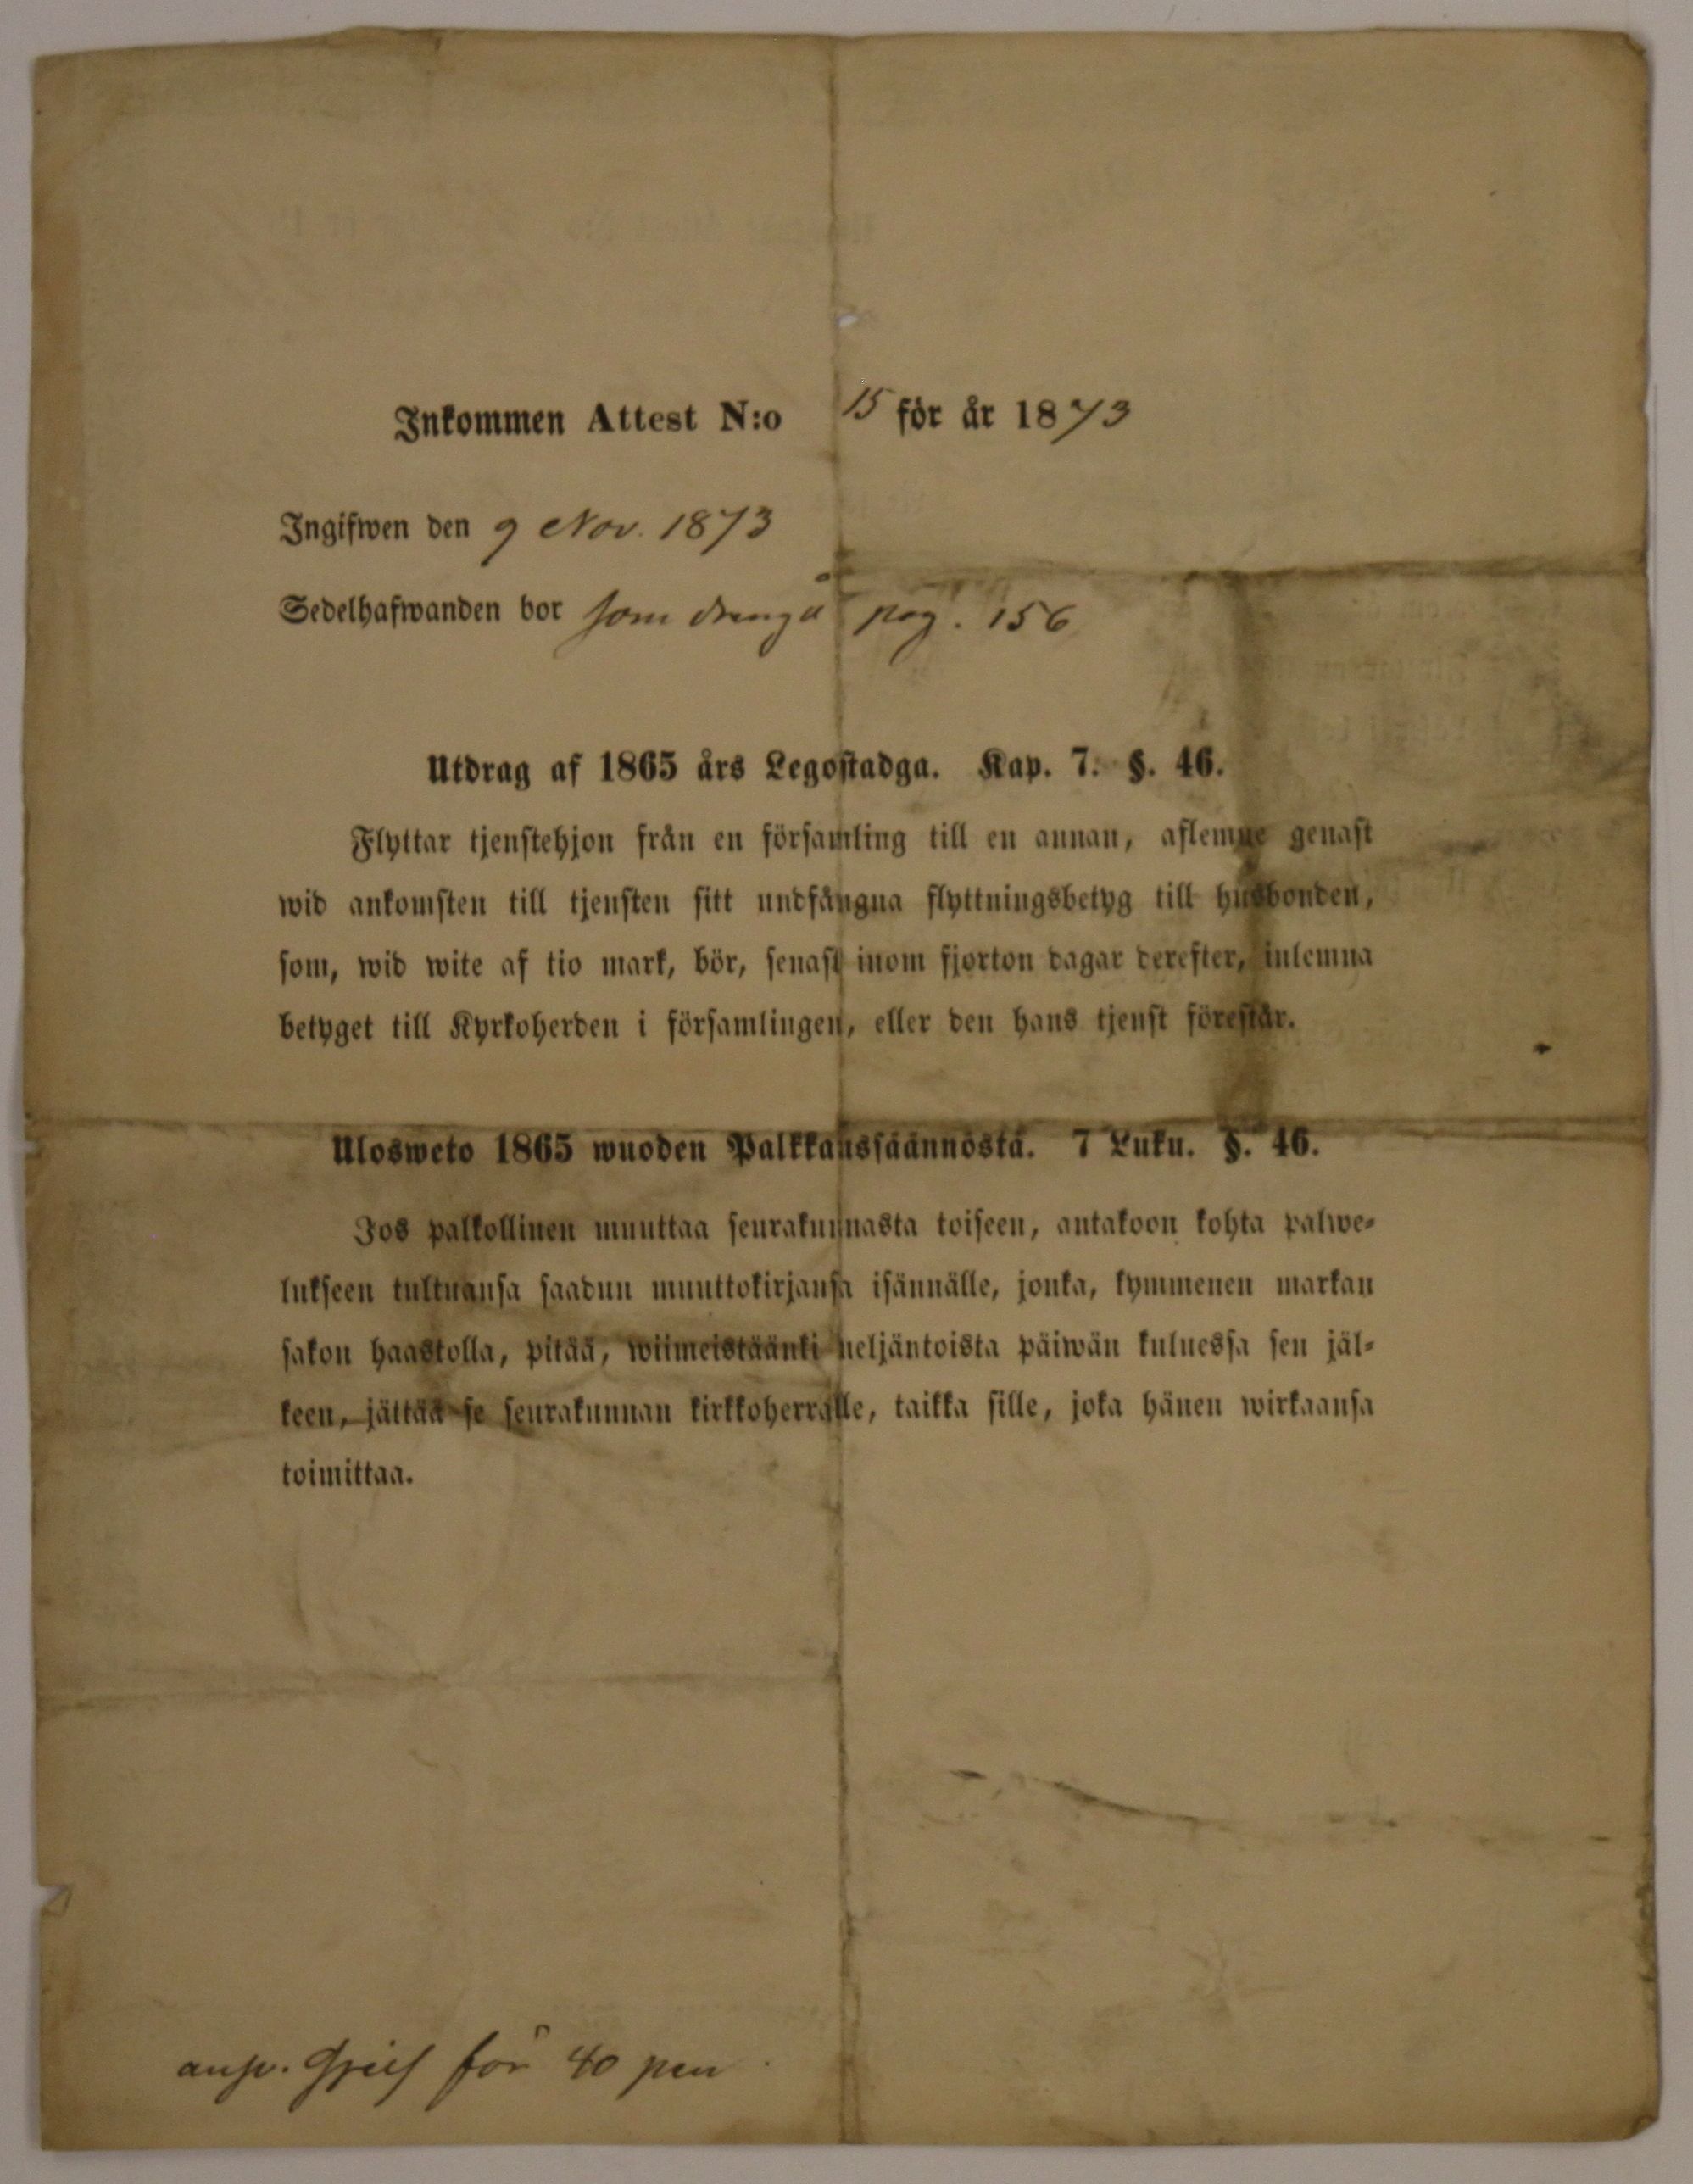 Inkommen Attest N:o 15 för år 1873
Ingifwen den 9 Nov. 1873
Sedelhafwanden bor som dreng å pag. 156
Utdrag af 1865 års Legostadga. Kap. 7. §. 46.
Flyttar tjenstehjon från en församling till en annan, aflemne genast
wid ankomsten till tjensten sitt undfångna flyttningsbetyg till husbonden,
som, wid wite af tio mark, bör, senast inom fjorton dagar derefter, inlemna
betyget till Kyrkoherden i församlingen, eller den hans tjenst förestår.
Ulosweto 1865 wuoden Palkkaussäännöstä. 7 Luku. §. 46.
Jos palkollinen muuttaa seurakunnasta toiseen, antakoon kohta palwe-
lukseen tultuansa saadun muuttokirjansa isännälle, jonka, kymmenen markan
sakon haastolla, pitää, wiimeistäänki neljäntoista päiwän kuluessa sen jäl-
keen, jättää se seurakunnan kirkkoherralle, taikka sille, joka hänen wirkaansa
toimittaa.
för 40 pen